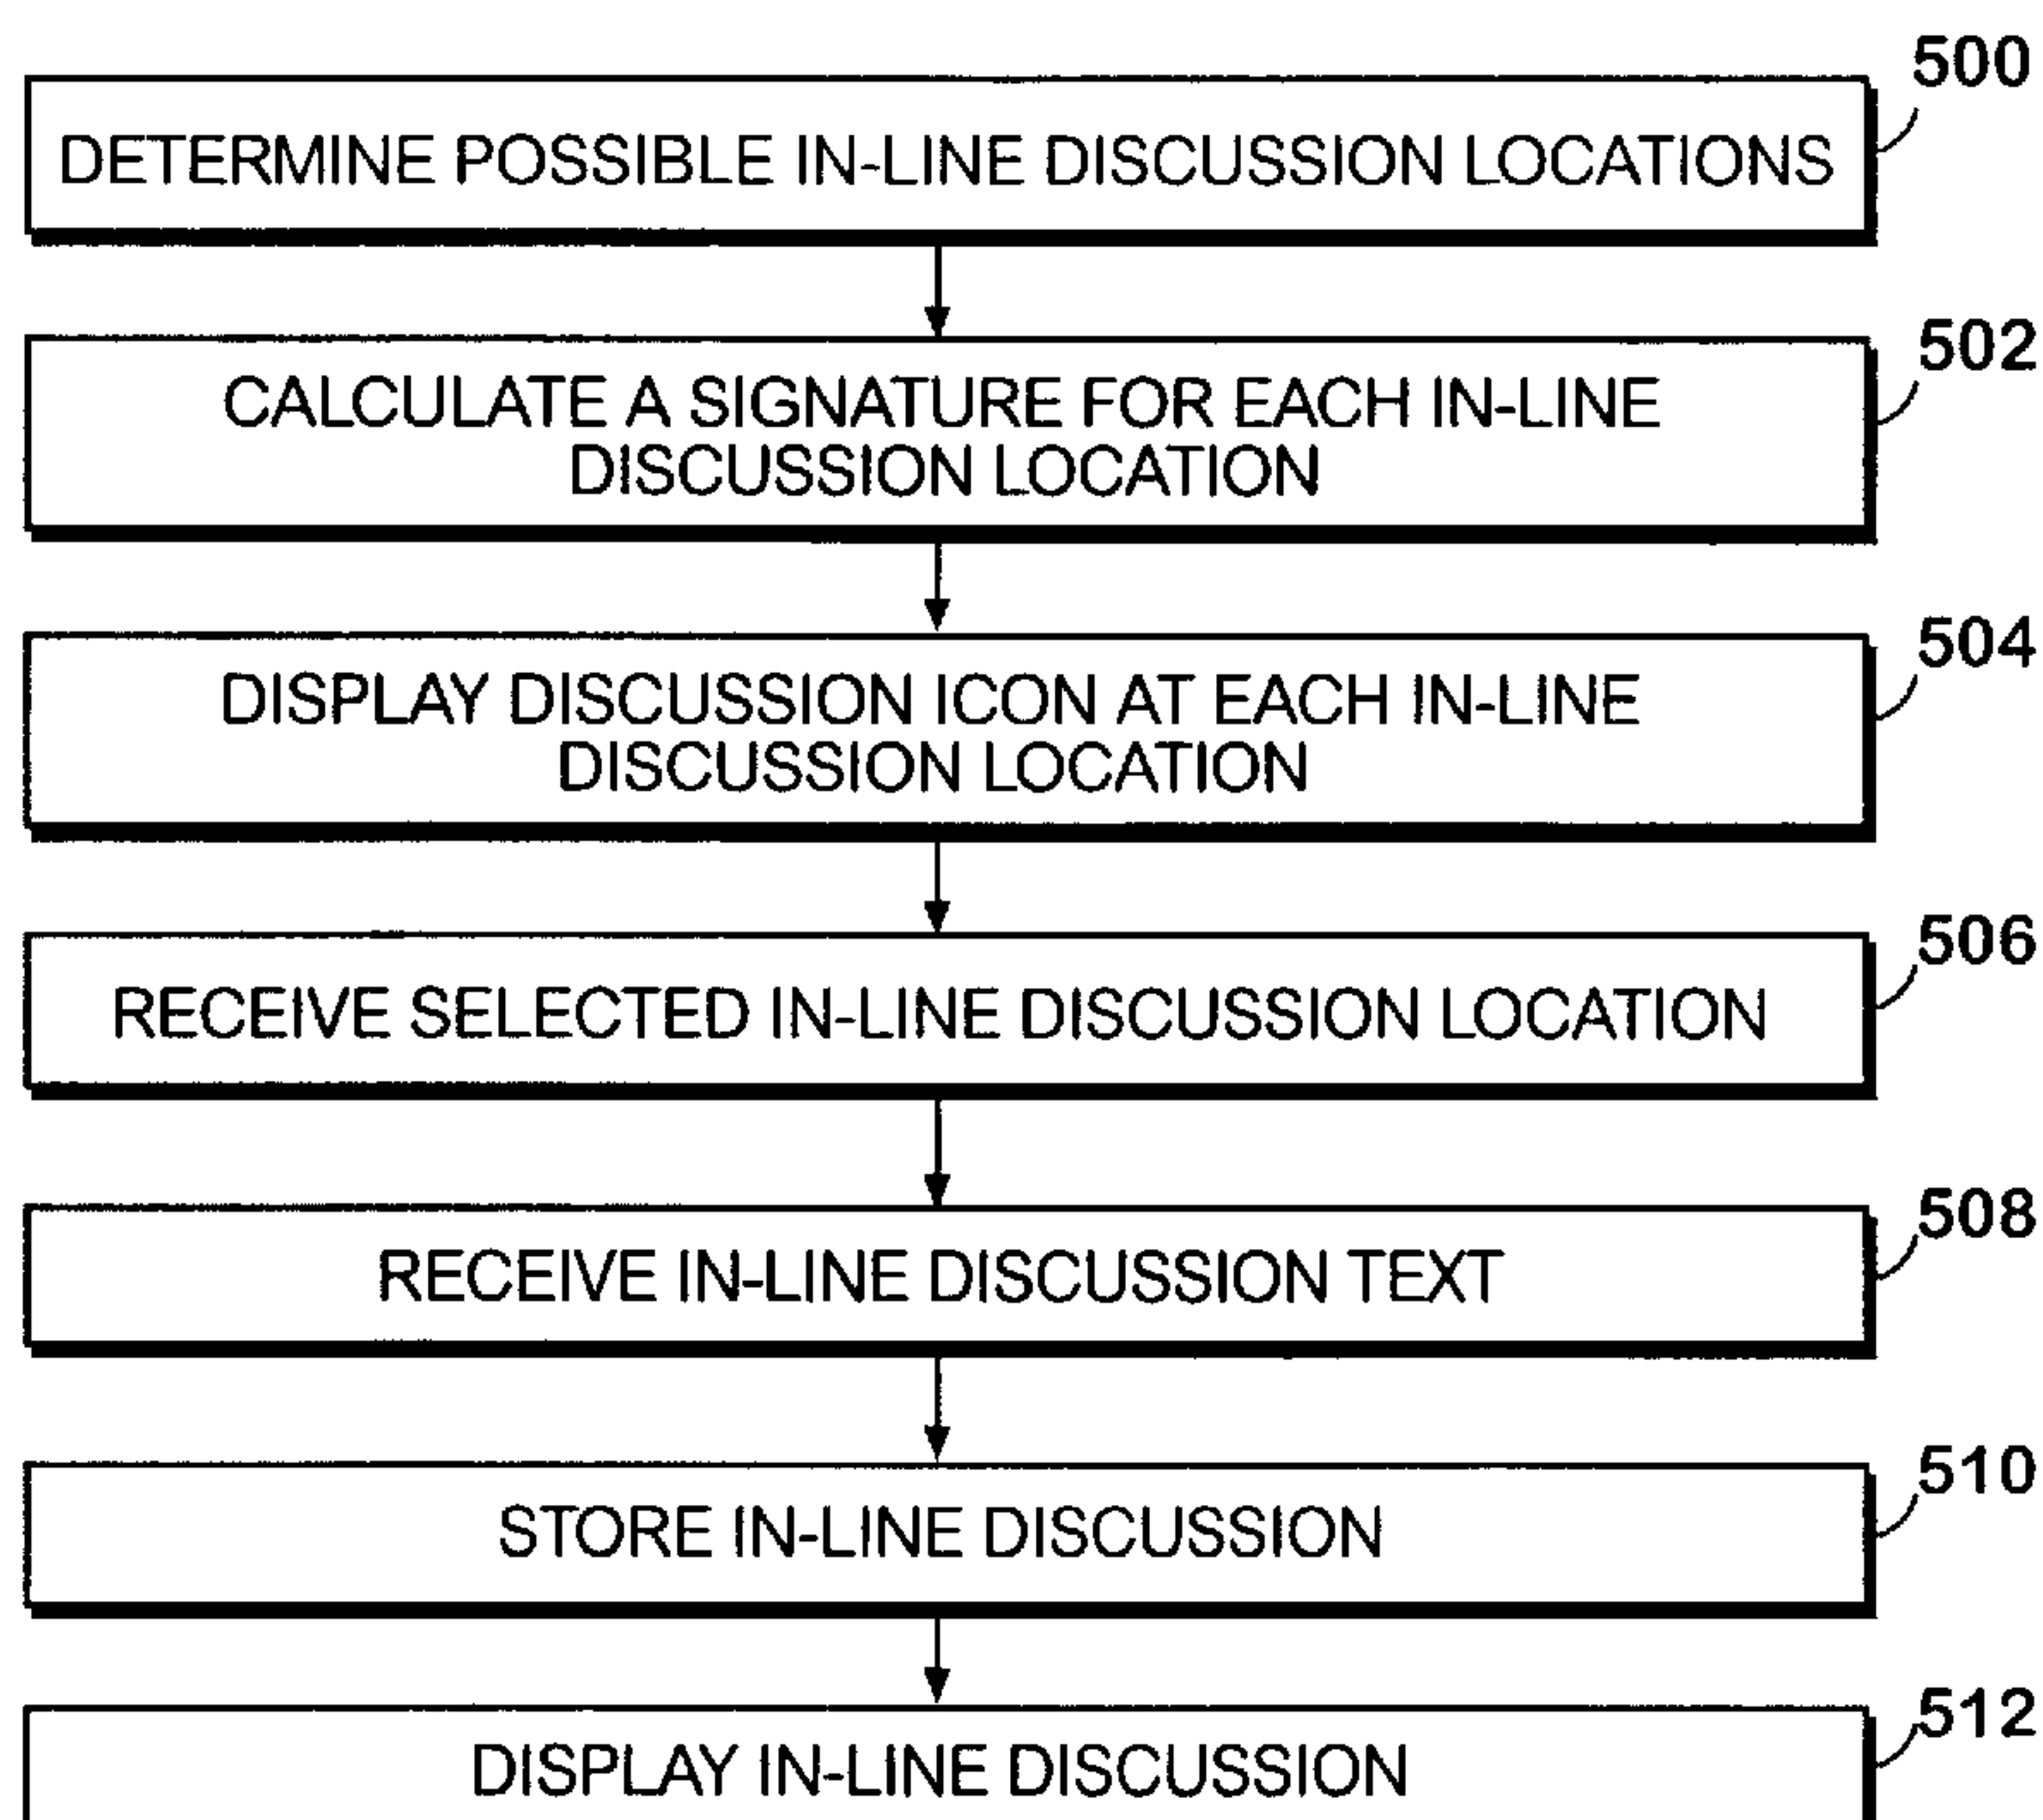 500
DETERMINE POSSIBLE IN-LINE DISCUSSION LOCATIONS
502
CALCULATE A SIGNATURE FOR EACH IN-LINE
DISCUSSION LOCATION
504
DISPLAY DISCUSSION ICON AT EACH IN-LINE
DISCUSSION LOCATION
506
RECEIVE SELECTED IN-LINE DISCUSSION LOCATION
508
RECEIVE IN-LINE DISCUSSION TEXT
510
STORE IN-LINE DISCUSSION
512
DISPLAY IN-LINE DISCUSSION